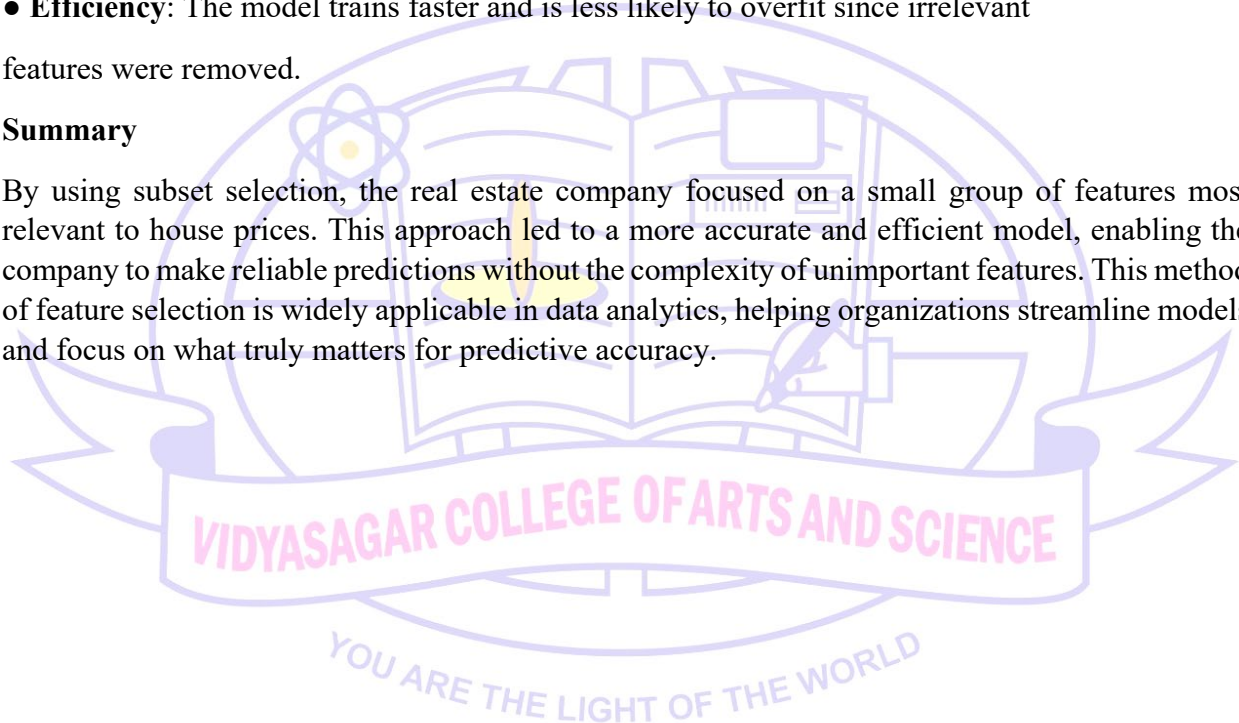 ● Efficiency: The model trains faster and is less likely to overfit since irrelevant
features were removed.
Summary
By using subset selection, the real estate company focused on a small group of features mos
relevant to house prices. This approach led to a more accurate and efficient model, enabling the
company to make reliable predictions without the complexity of unimportant features. This method
of feature selection is widely applicable in data analytics, helping organizations streamline models
and focus on what truly matters for predictive accuracy.
VIDYASAGAR COLLEGE OF ARTS AND SCIENCE
YOU ARE THE LIGHT OF THE WORLD